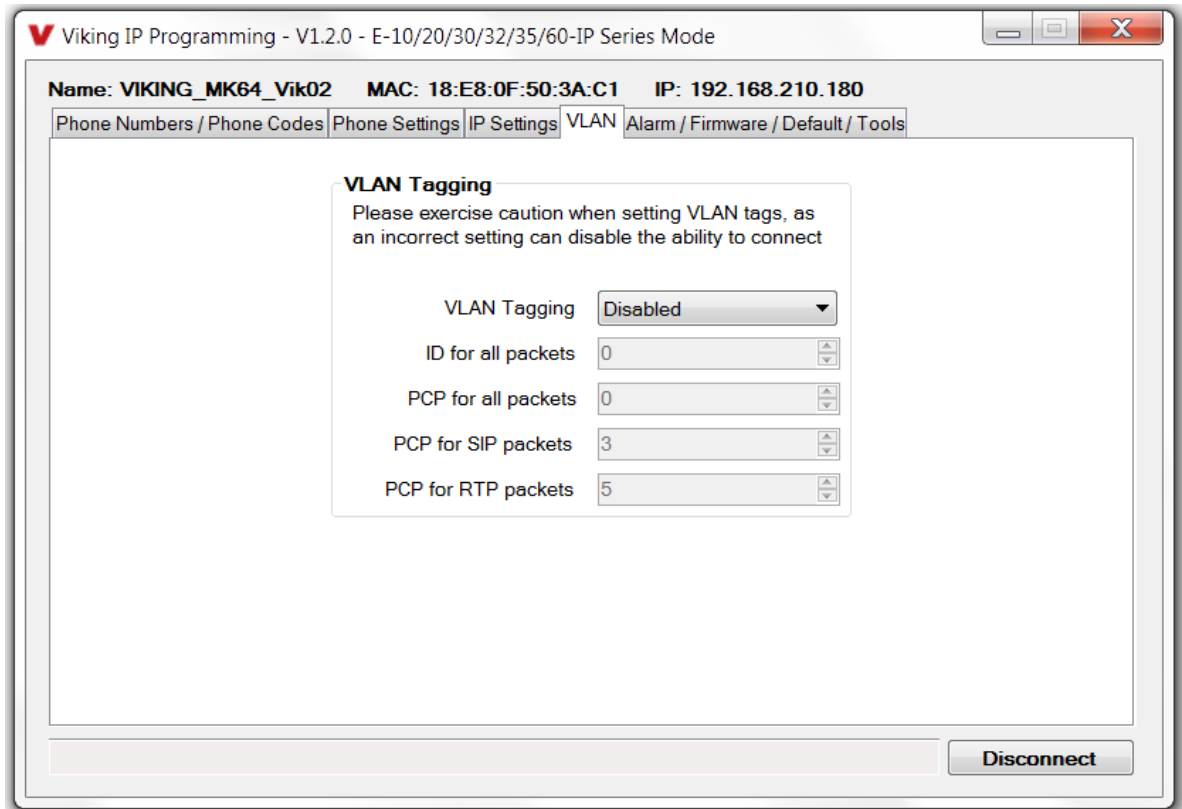 Viking IP Programming - V1.2.0 - E-10/20/30/32/35/60-IP Series Mode
Name: VIKING_MK64_Vik02 MAC: 18:E8:0F:50:3A:C1 IP: 192.168.210.180
Phone Numbers / Phone Codes Phone Settings IP Settings VLAN Alarm / Firmware / Default / Tools
VLAN Tagging
Please exercise caution when setting VLAN tags, as
an incorrect setting can disable the ability to connect
VLAN Tagging Disabled
ID for all packets 0
PCP for all packets 0
PCP for SIP packets 3
PCP for RTP packets 5
Disconnect